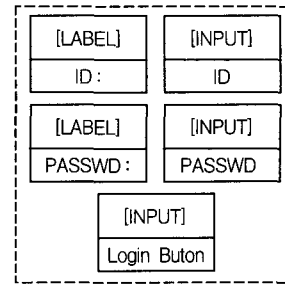 [LABEL] [INPUT]
ID : ID
[LABEL] [INPUT]
PASSWD : PASSWD
[INPUT]
Login Buton